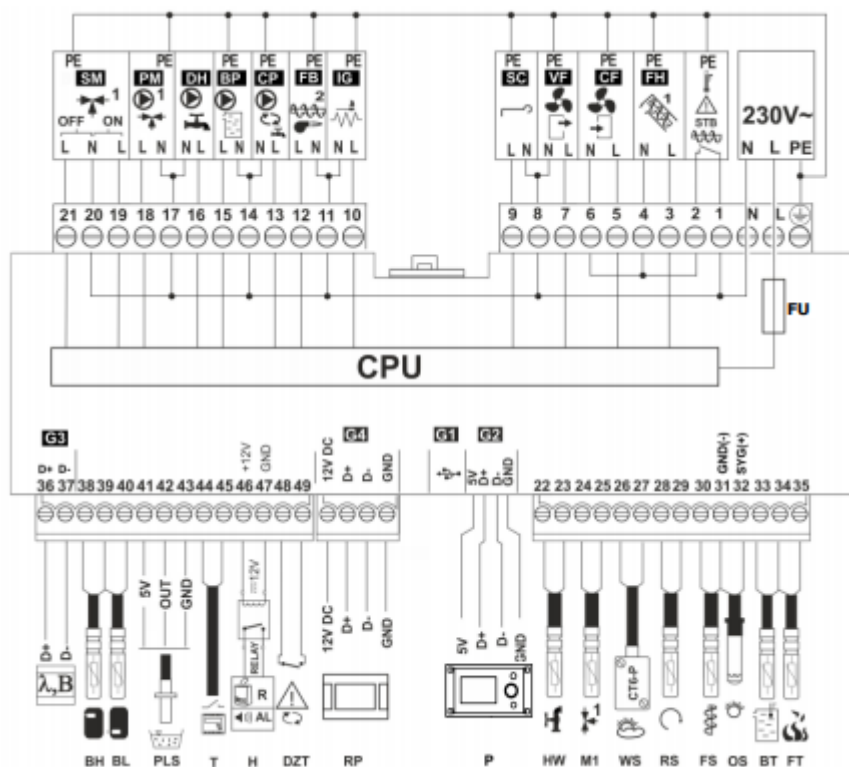 PE PE PE PE PE PE PE PE PE PE
SM PM DH BP CP FB IG SC VF CF FH
1 1 2 1
OFF ON STB 230V~
L N L L N N L L N N L L N N L L N N L N L N L N L PE
21 20 19 18 17 16 15 14 13 12 11 10 9 8 7 6 5 4 3 2 1 N L
FU
CPU
G3 G4 G1 G2
D+ D- +12V GND 12V DC D+ D- GND 5V D+ D- GND GND(-) SYG(+)
36 37 38 39 40 41 42 43 44 45 46 47 48 49 22 23 24 25 26 27 28 29 30 31 32 33 34 35
5V OUT GND 12V
D+ D- RELAY 12V DC D+ D- GND 5V D+ D- GND
λ,B R CT6-P 1
AL
BH BL PLS T H DZT RP P HW M1 WS RS FS OS BT FT